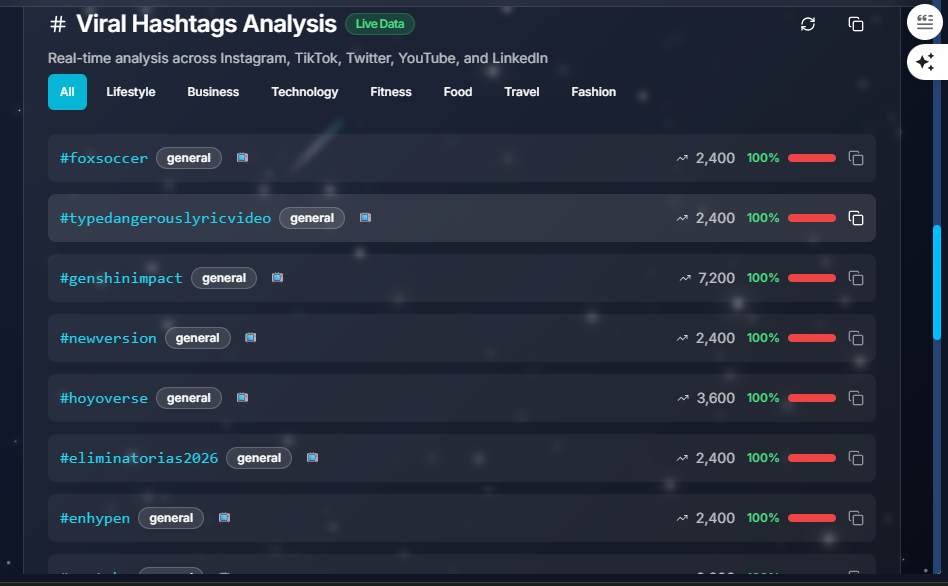 # Viral Hashtags Analysis Live Data
Real-time analysis across Instagram, TikTok, Twitter, YouTube, and LinkedIn
All Lifestyle Business Technology Fitness Food Travel Fashion
#foxsoccer general 2,400 100%
#typedangerouslyricvideo general 2,400 100%
#genshinimpact general 7,200 100%
#newversion general 2,400 100%
#hoyoverse general 3,600 100%
#eliminatorias2026 general 2,400 100%
#enhypen general 2,400 100%